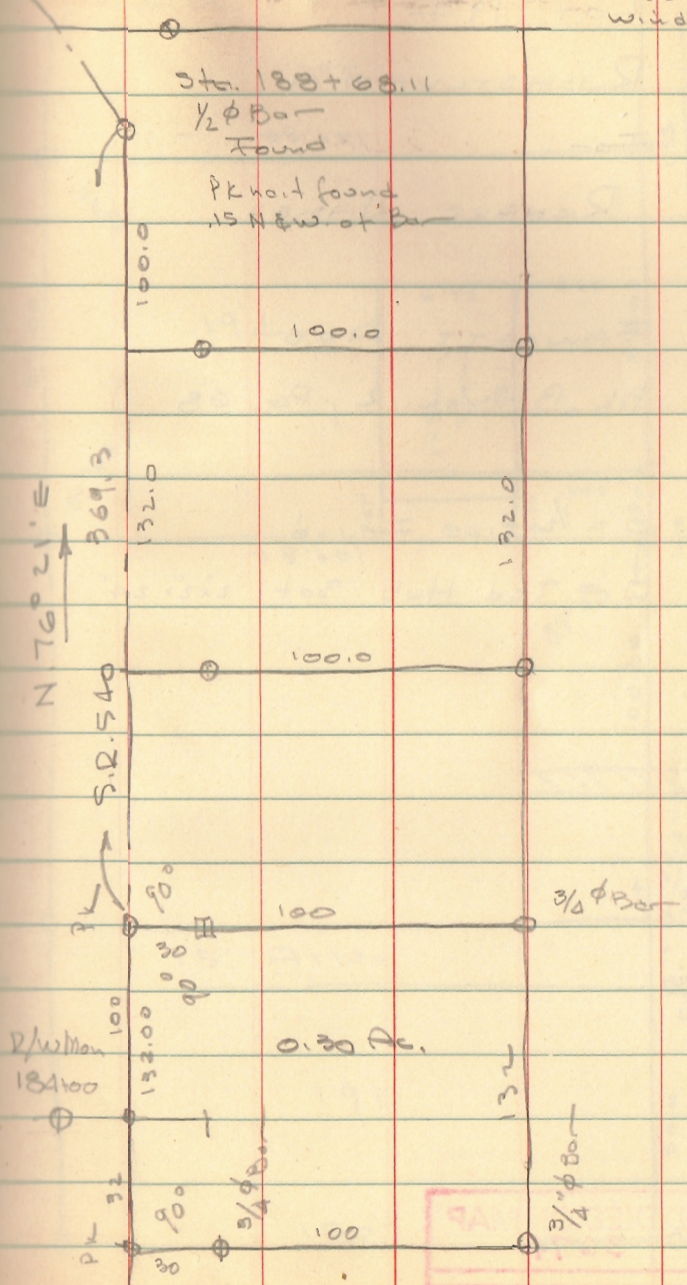 wind
Sta. 188+68.11
1/2 ϕ Bar
Found
PK not found
.15 N & W. of Bar
100.0
100.0
N. 76° 21' E
369.3
132.0
132.0
S.R. 540
100.0
PK
90°
100
3/4 ϕ Bar
30
90°
100
132.00
0.30 Ac.
132
R/W Mon
184+00
32
90°
3/4 ϕ Bar
3/4" ϕ Bar
PK
30
100